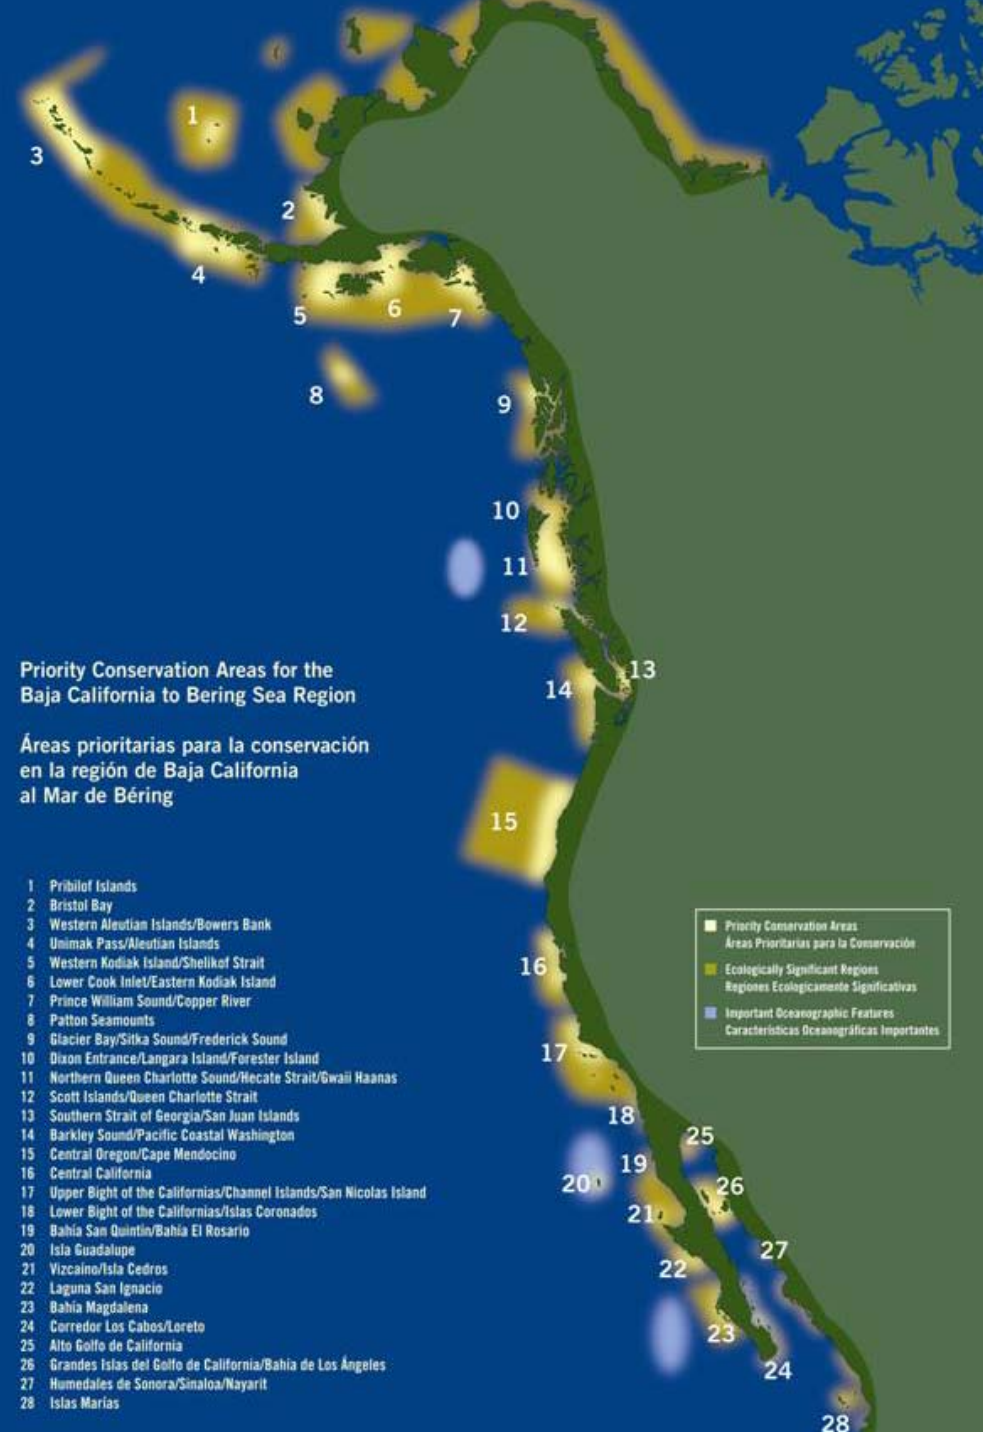 1
3
2
4
5
6
7
8
9
10
11
12
13
14
Priority Conservation Areas for the
Baja California to Bering Sea Region
Áreas prioritarias para la conservación
en la región de Baja California
al Mar de Béring
15
16
17
18
19
20
21
22
23
24
25
26
27
28
1 Pribilof Islands
2 Bristol Bay
3 Western Aleutian Islands/Bowers Bank
4 Unimak Pass/Aleutian Islands
5 Western Kodiak Island/Shelikof Strait
6 Lower Cook Inlet/Eastern Kodiak Island
7 Prince William Sound/Copper River
8 Patton Seamounts
9 Glacier Bay/Sitka Sound/Frederick Sound
10 Dixon Entrance/Langara Island/Forester Island
11 Northern Queen Charlotte Sound/Hecate Strait/Gwaii Haanas
12 Scott Islands/Queen Charlotte Strait
13 Southern Strait of Georgia/San Juan Islands
14 Barkley Sound/Pacific Coastal Washington
15 Central Oregon/Cape Mendocino
16 Central California
17 Upper Bight of the Californias/Channel Islands/San Nicolas Island
18 Lower Bight of the Californias/Islas Coronados
19 Bahía San Quintín/Bahía El Rosario
20 Isla Guadalupe
21 Vizcaíno/Isla Cedros
22 Laguna San Ignacio
23 Bahía Magdalena
24 Corredor Los Cabos/Loreto
25 Alto Golfo de California
26 Grandes Islas del Golfo de California/Bahía de Los Ángeles
27 Humedales de Sonora/Sinaloa/Nayarit
28 Islas Marías
Priority Conservation Areas
Áreas Prioritarias para la Conservación
Ecologically Significant Regions
Regiones Ecologicamente Significativas
Important Oceanographic Features
Características Oceanográficas Importantes